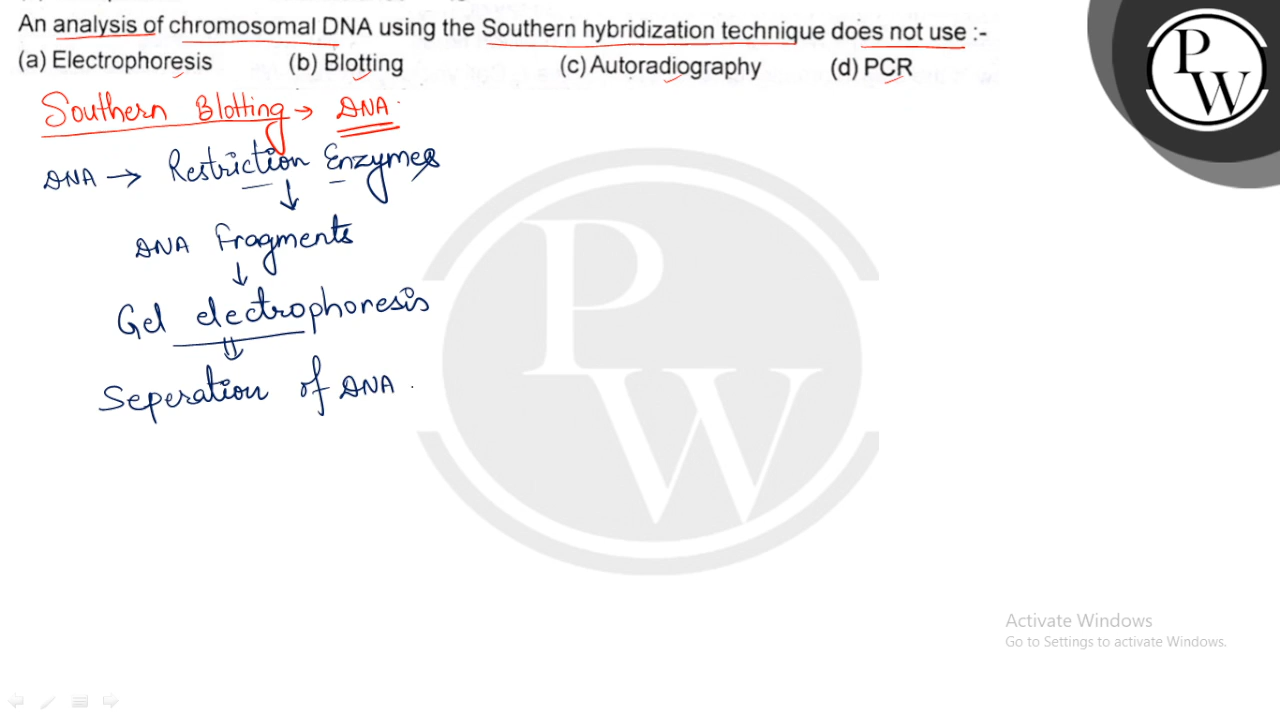 An analysis of chromosomal DNA using the Southern hybridization technique does not use :-
(a) Electrophoresis (b) Blotting (c) Autoradiography (d) PCR
Southern Blotting → DNA.
DNA → Restriction Enzymes
↓
DNA Fragments
↓
Gel electrophoresis
⇓
Seperation of DNA.
P
W
P
W
Activate Windows
Go to Settings to activate Windows.